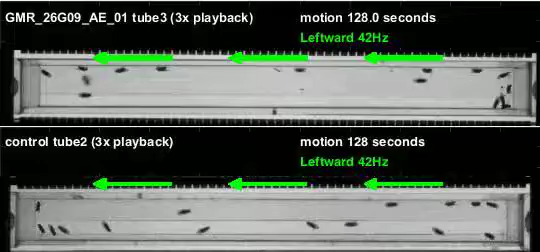 GMR_26G09_AE_01 tube3 (3x playback)
motion 128.0 seconds
Leftward 42Hz
control tube2 (3x playback)
motion 128 seconds
Leftward 42Hz